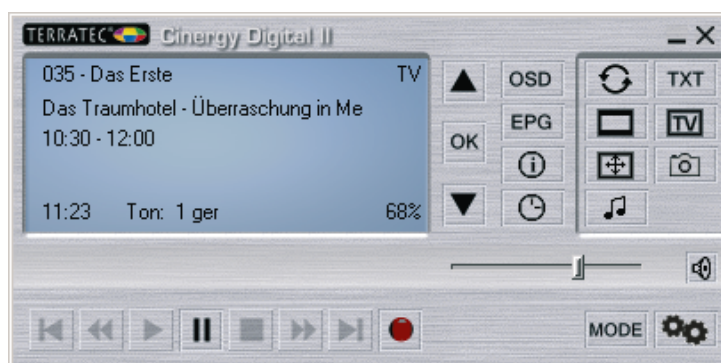 TERRATEC Cinergy Digital II
035 - Das Erste TV
Das Traumhotel - Überraschung in Me
10:30 - 12:00
11:23 Ton: 1 ger 68%
OK
OSD
EPG
TXT
TV
MODE